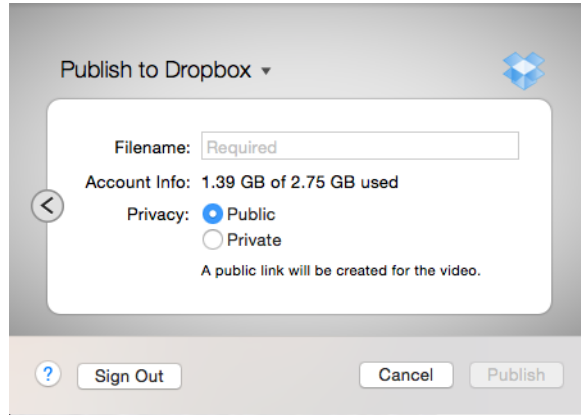 Publish to Dropbox
Filename: Required
Account Info: 1.39 GB of 2.75 GB used
Privacy: Public
Private
A public link will be created for the video.
? Sign Out Cancel Publish